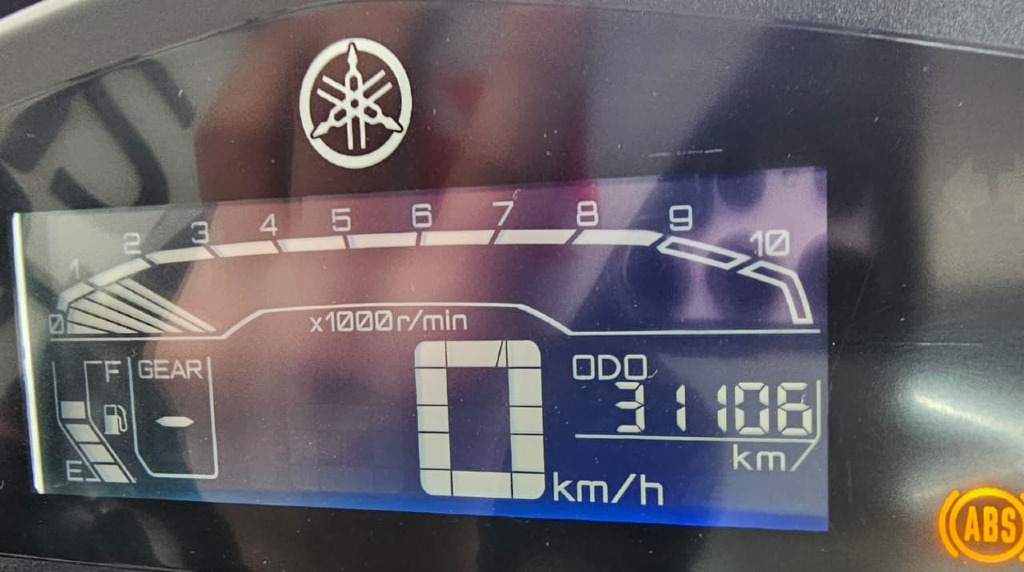 0 1 2 3 4 5 6 7 8 9 10
x1000 r/min
F
GEAR
-
E
0
km/h
ODO
31106
km/
ABS